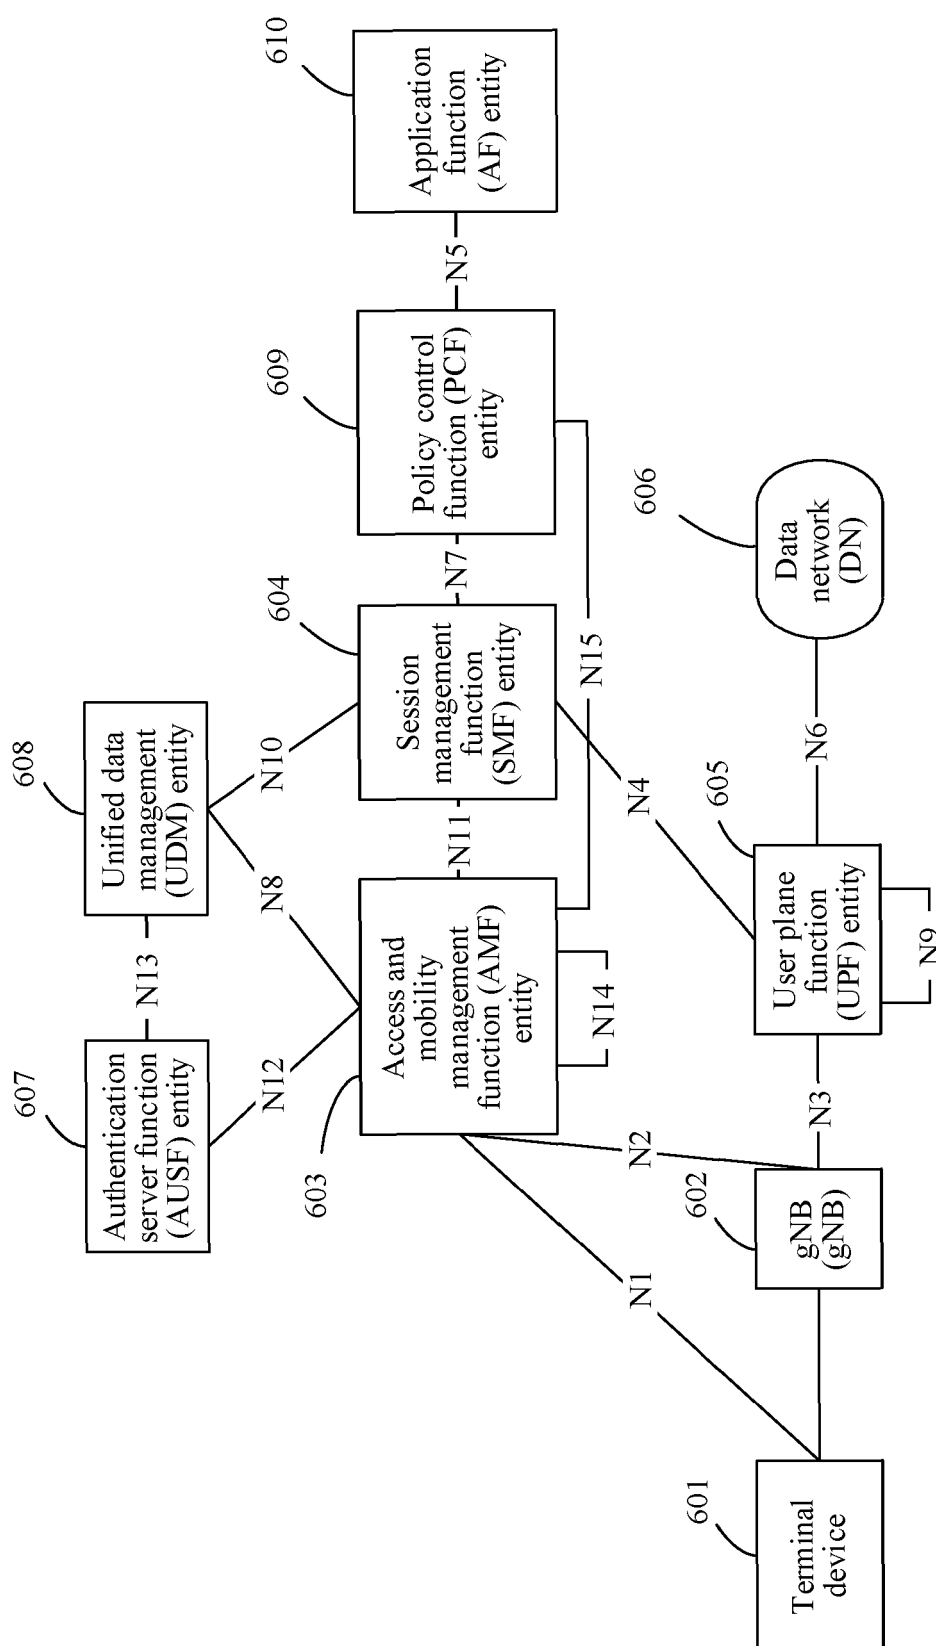 607
Authentication
server function
(AUSF) entity
N13
608
Unified data
management
(UDM) entity
N12
N8
N10
603
Access and
mobility
management
function (AMF)
entity
N11
604
Session
management
function
(SMF) entity
N7
609
Policy control
function (PCF)
entity
N5
610
Application
function
(AF) entity
N14
N15
N1
N2
N4
601
Terminal
device
602
gNB
(gNB)
N3
605
User plane
function
(UPF) entity
N6
606
Data
network
(DN)
N9